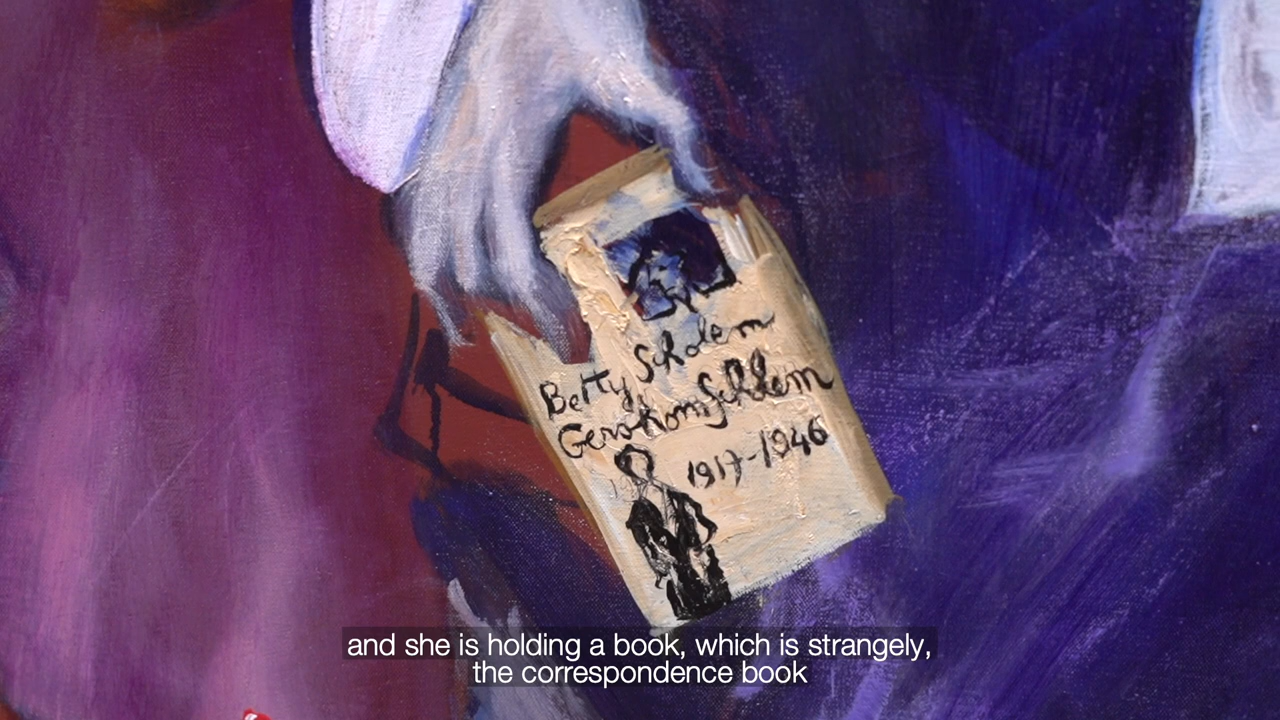 Betty Scholem
Gershom Scholem
1917-1946
and she is holding a book, which is strangely,
the correspondence book